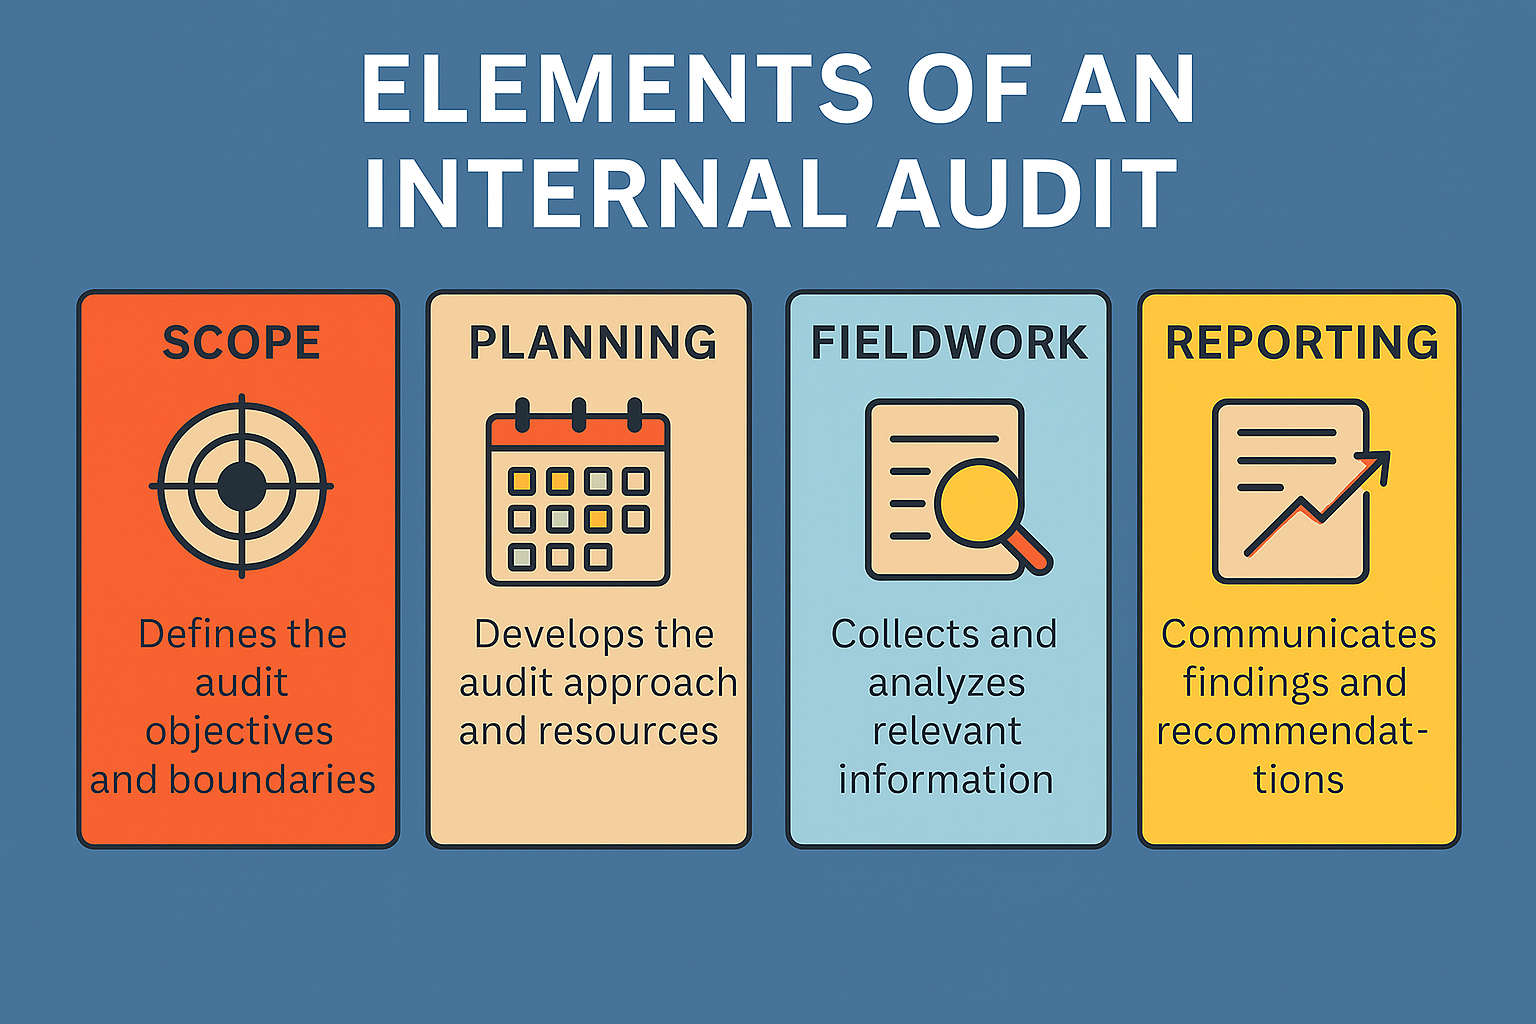 ELEMENTS OF AN
INTERNAL AUDIT
SCOPE
Defines the
audit
objectives
and boundaries
PLANNING
Develops the
audit approach
and resources
FIELDWORK
Collects and
analyzes
relevant
information
REPORTING
Communicates
findings and
recommendat-
tions